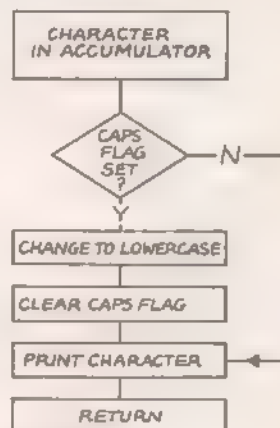 CHARACTER
IN ACCUMULATOR
CAPS
FLAG
SET
?
N
Y
CHANGE TO LOWERCASE
CLEAR CAPS FLAG
PRINT CHARACTER
RETURN